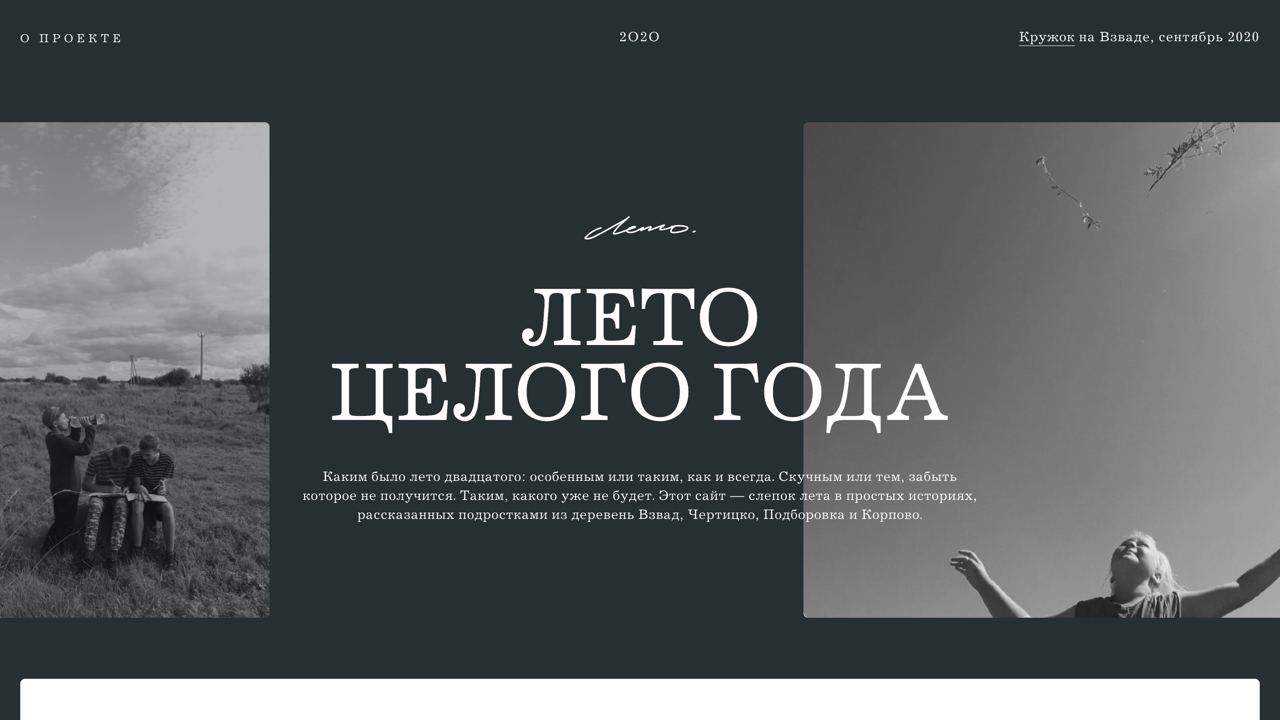 О ПРОЕКТЕ
2020
Кружок на Взваде, сентябрь 2020
Лето.
ЛЕТО
ЦЕЛОГО ГОДА
Каким было лето двадцатого: особенным или таким, как и всегда. Скучным или тем, забыть
которое не получится. Таким, какого уже не будет. Этот сайт — слепок лета в простых историях,
рассказанных подростками из деревень Взвад, Чертицко, Подборовка и Корпово.